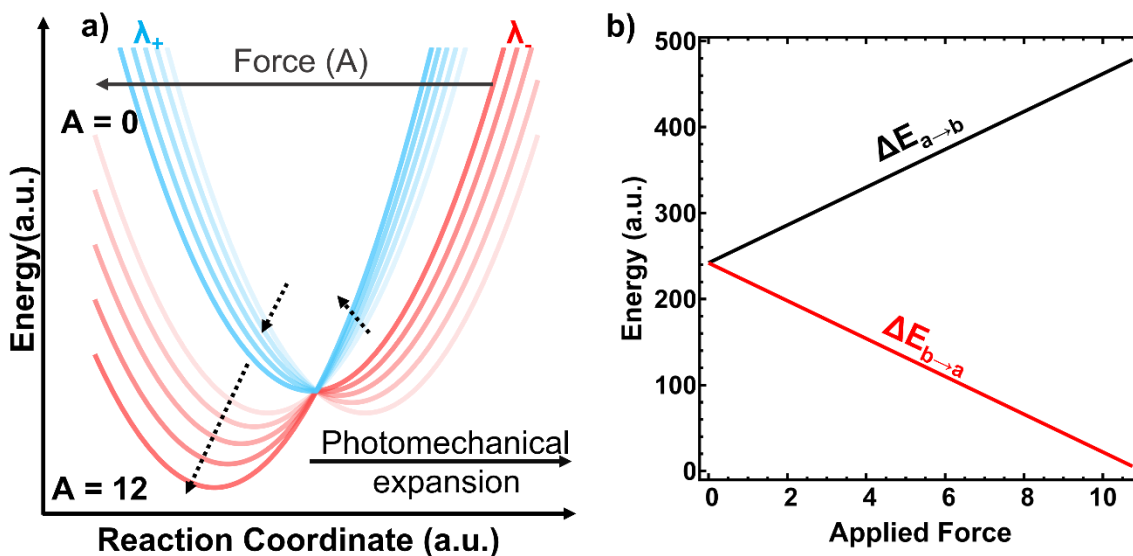 a)
λ₊
λ₋
Force (A)
A = 0
A = 12
Photomechanical
expansion
Energy(a.u.)
Reaction Coordinate (a.u.)
b)
500
400
300
200
100
0
Energy (a.u.)
ΔEₐ→b
ΔE_b→a
0 2 4 6 8 10
Applied Force